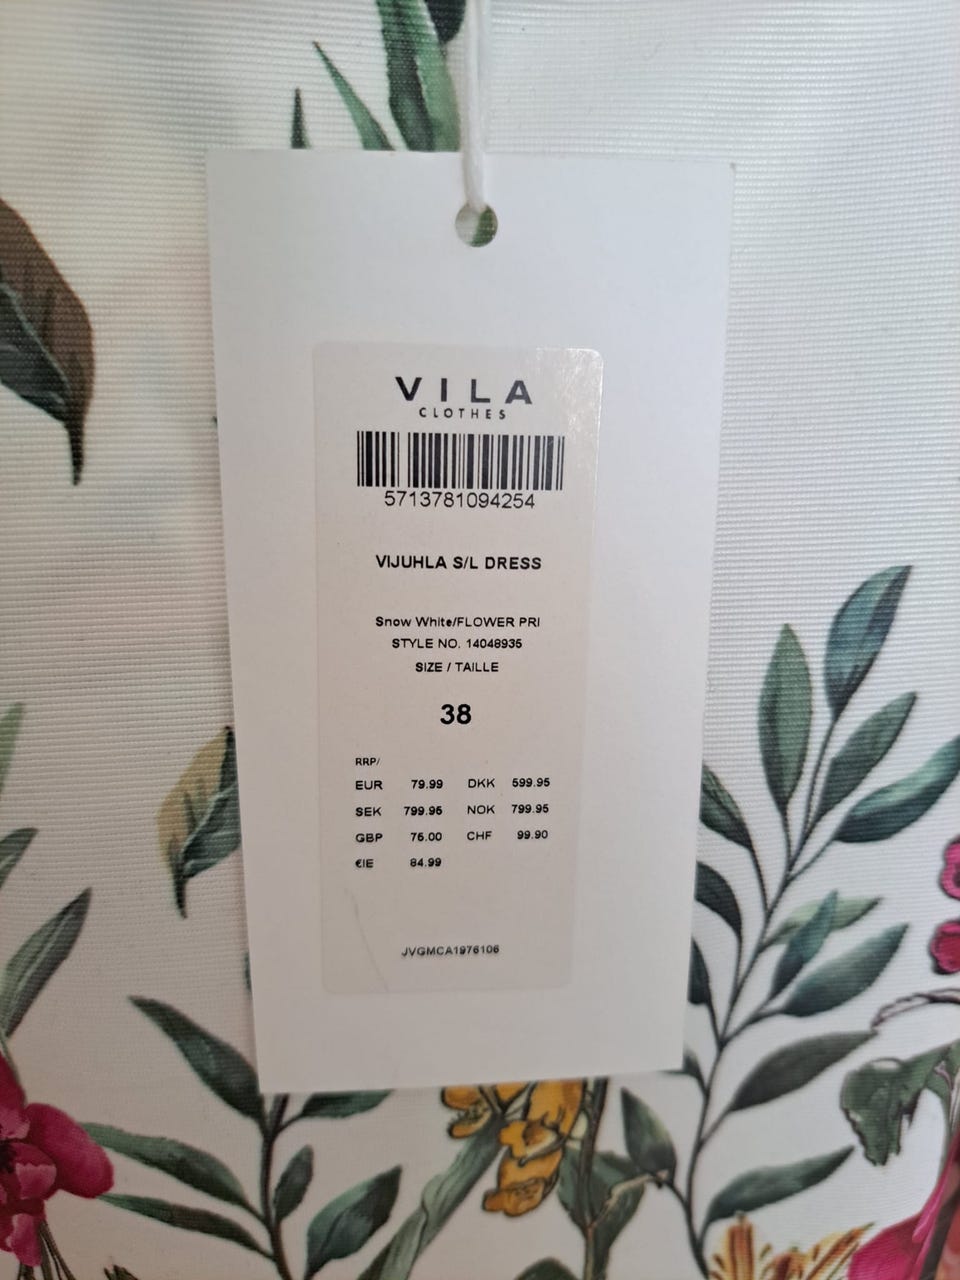 VILA
CLOTHES
5713781094254
VIJUHLA S/L DRESS
Snow White/FLOWER PRI
STYLE NO. 14048935
SIZE / TAILLE
38
RRP/
EUR 79.99 DKK 599.95
SEK 799.95 NOK 799.95
GBP 75.00 CHF 99.90
€IE 84.99
JVGMCA1976106